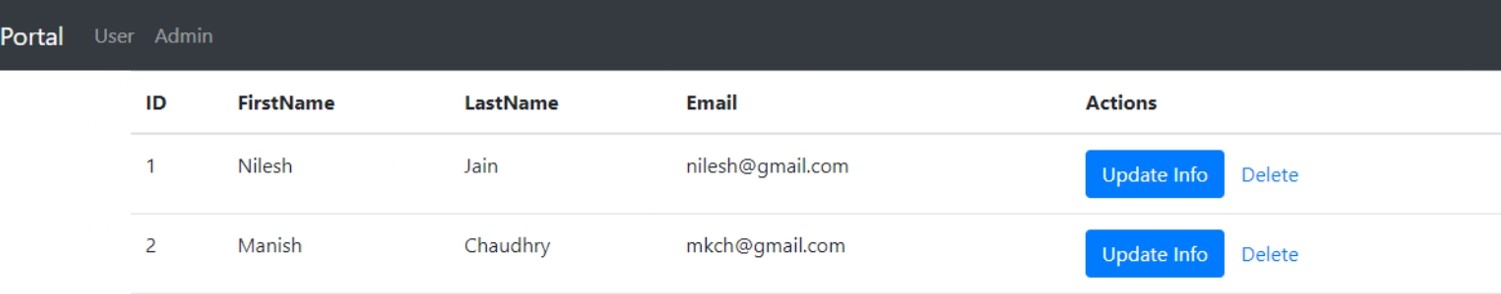 Portal User Admin
ID FirstName LastName Email Actions
1 Nilesh Jain nilesh@gmail.com Update Info Delete
2 Manish Chaudhry mkch@gmail.com Update Info Delete